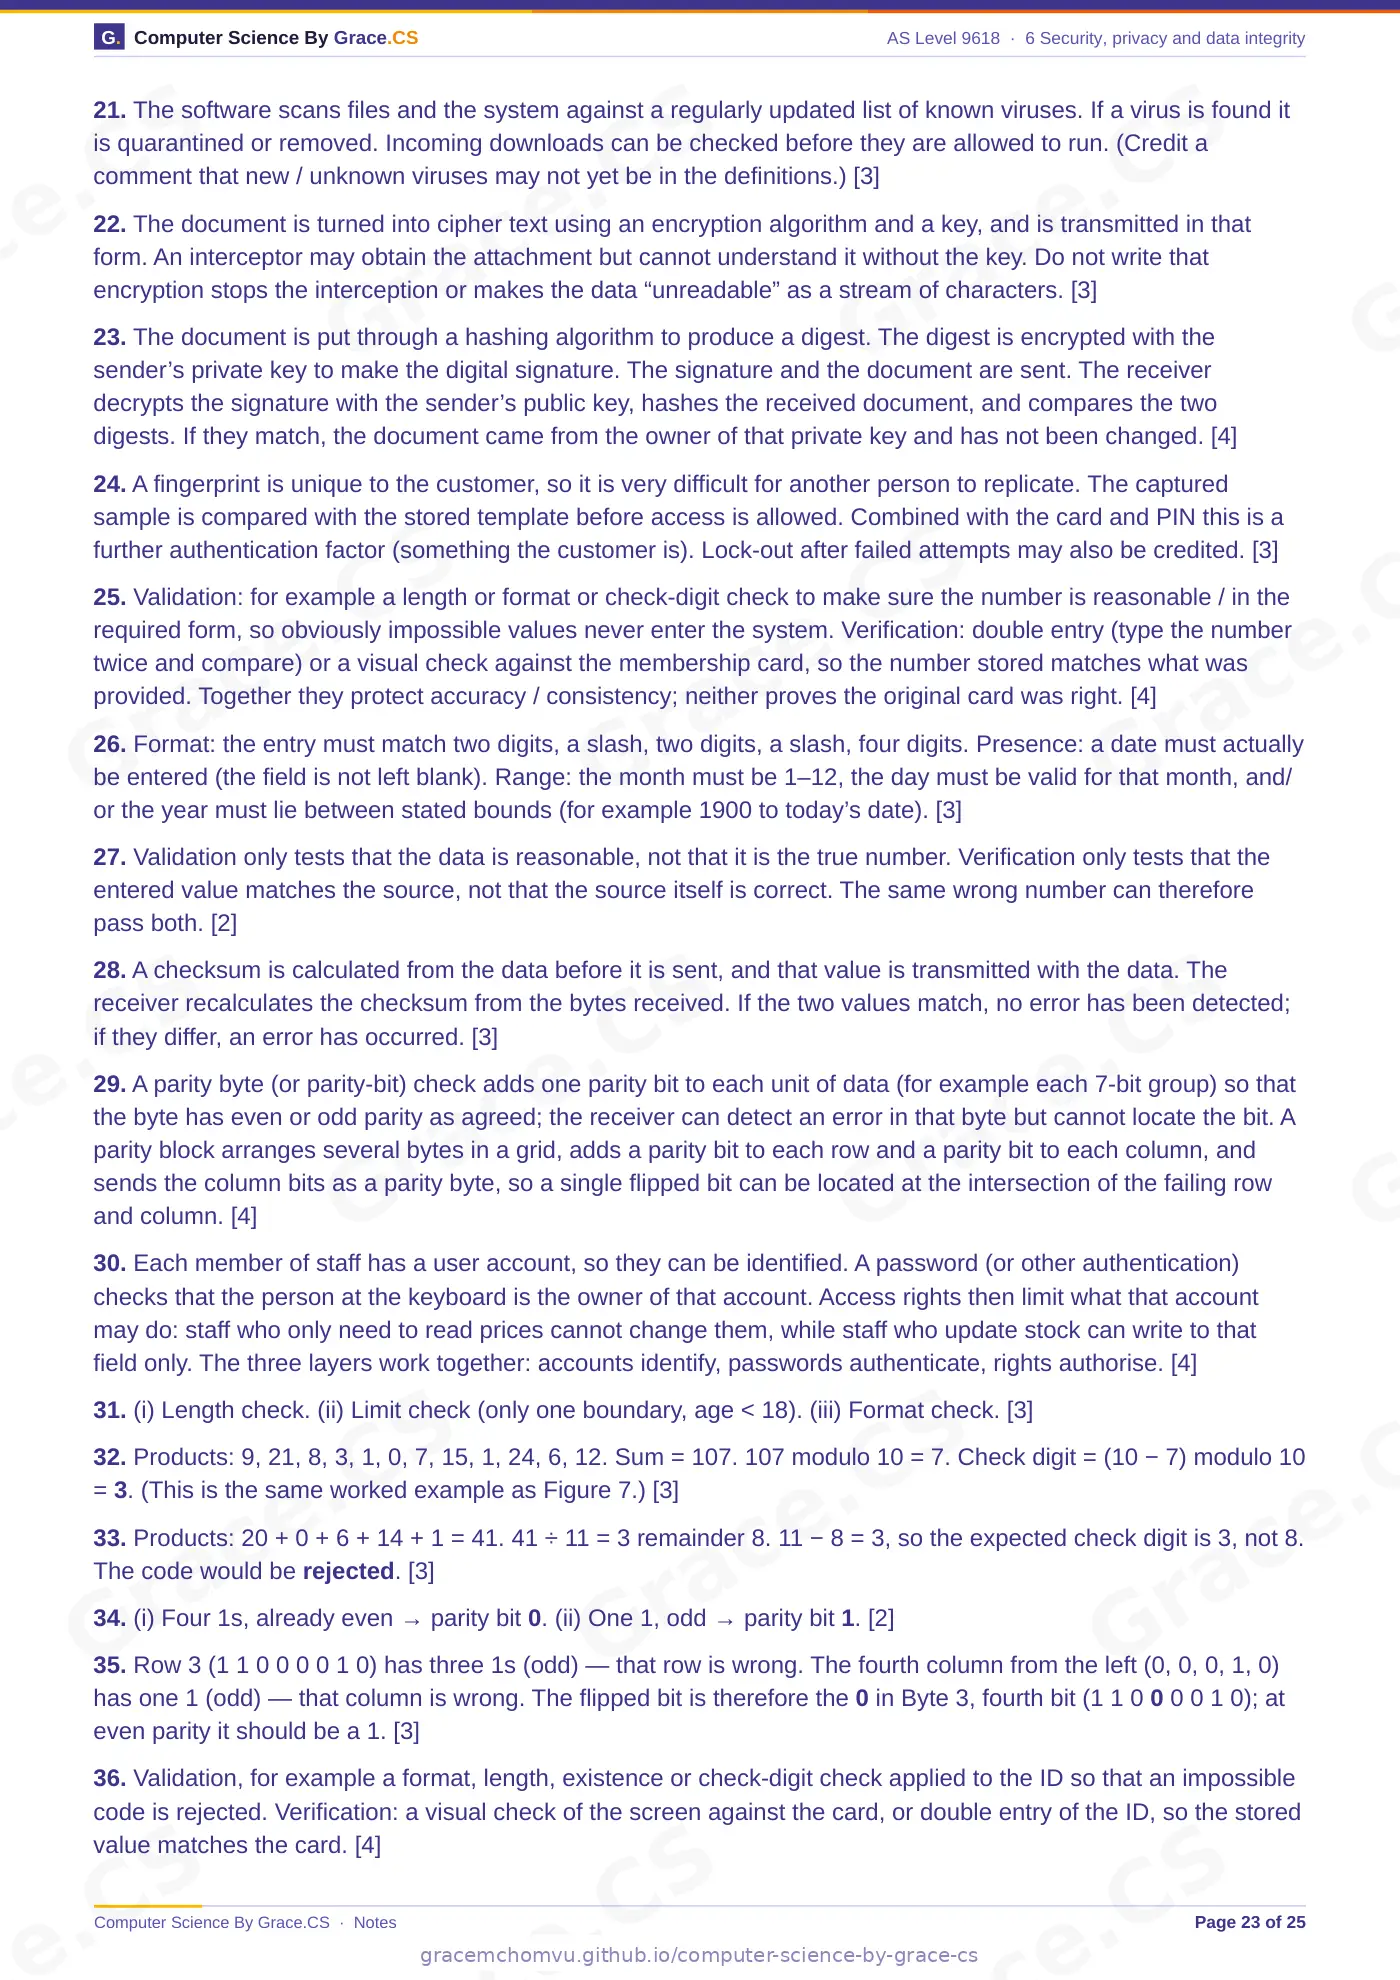 G. Computer Science By Grace.CS
AS Level 9618 · 6 Security, privacy and data integrity
21. The software scans files and the system against a regularly updated list of known viruses. If a virus is found it
is quarantined or removed. Incoming downloads can be checked before they are allowed to run. (Credit a
comment that new / unknown viruses may not yet be in the definitions.) [3]
22. The document is turned into cipher text using an encryption algorithm and a key, and is transmitted in that
form. An interceptor may obtain the attachment but cannot understand it without the key. Do not write that
encryption stops the interception or makes the data “unreadable” as a stream of characters. [3]
23. The document is put through a hashing algorithm to produce a digest. The digest is encrypted with the
sender’s private key to make the digital signature. The signature and the document are sent. The receiver
decrypts the signature with the sender’s public key, hashes the received document, and compares the two
digests. If they match, the document came from the owner of that private key and has not been changed. [4]
24. A fingerprint is unique to the customer, so it is very difficult for another person to replicate. The captured
sample is compared with the stored template before access is allowed. Combined with the card and PIN this is a
further authentication factor (something the customer is). Lock-out after failed attempts may also be credited. [3]
25. Validation: for example a length or format or check-digit check to make sure the number is reasonable / in the
required form, so obviously impossible values never enter the system. Verification: double entry (type the number
twice and compare) or a visual check against the membership card, so the number stored matches what was
provided. Together they protect accuracy / consistency; neither proves the original card was right. [4]
26. Format: the entry must match two digits, a slash, two digits, a slash, four digits. Presence: a date must actually
be entered (the field is not left blank). Range: the month must be 1–12, the day must be valid for that month, and/
or the year must lie between stated bounds (for example 1900 to today’s date). [3]
27. Validation only tests that the data is reasonable, not that it is the true number. Verification only tests that the
entered value matches the source, not that the source itself is correct. The same wrong number can therefore
pass both. [2]
28. A checksum is calculated from the data before it is sent, and that value is transmitted with the data. The
receiver recalculates the checksum from the bytes received. If the two values match, no error has been detected;
if they differ, an error has occurred. [3]
29. A parity byte (or parity-bit) check adds one parity bit to each unit of data (for example each 7-bit group) so that
the byte has even or odd parity as agreed; the receiver can detect an error in that byte but cannot locate the bit. A
parity block arranges several bytes in a grid, adds a parity bit to each row and a parity bit to each column, and
sends the column bits as a parity byte, so a single flipped bit can be located at the intersection of the failing row
and column. [4]
30. Each member of staff has a user account, so they can be identified. A password (or other authentication)
checks that the person at the keyboard is the owner of that account. Access rights then limit what that account
may do: staff who only need to read prices cannot change them, while staff who update stock can write to that
field only. The three layers work together: accounts identify, passwords authenticate, rights authorise. [4]
31. (i) Length check. (ii) Limit check (only one boundary, age < 18). (iii) Format check. [3]
32. Products: 9, 21, 8, 3, 1, 0, 7, 15, 1, 24, 6, 12. Sum = 107. 107 modulo 10 = 7. Check digit = (10 − 7) modulo 10
= 3. (This is the same worked example as Figure 7.) [3]
33. Products: 20 + 0 + 6 + 14 + 1 = 41. 41 ÷ 11 = 3 remainder 8. 11 − 8 = 3, so the expected check digit is 3, not 8.
The code would be rejected. [3]
34. (i) Four 1s, already even → parity bit 0. (ii) One 1, odd → parity bit 1. [2]
35. Row 3 (1 1 0 0 0 0 1 0) has three 1s (odd) — that row is wrong. The fourth column from the left (0, 0, 0, 1, 0)
has one 1 (odd) — that column is wrong. The flipped bit is therefore the 0 in Byte 3, fourth bit (1 1 0 0 0 0 1 0); at
even parity it should be a 1. [3]
36. Validation, for example a format, length, existence or check-digit check applied to the ID so that an impossible
code is rejected. Verification: a visual check of the screen against the card, or double entry of the ID, so the stored
value matches the card. [4]
Computer Science By Grace.CS · Notes
Page 23 of 25
gracemchomvu.github.io/computer-science-by-grace-cs